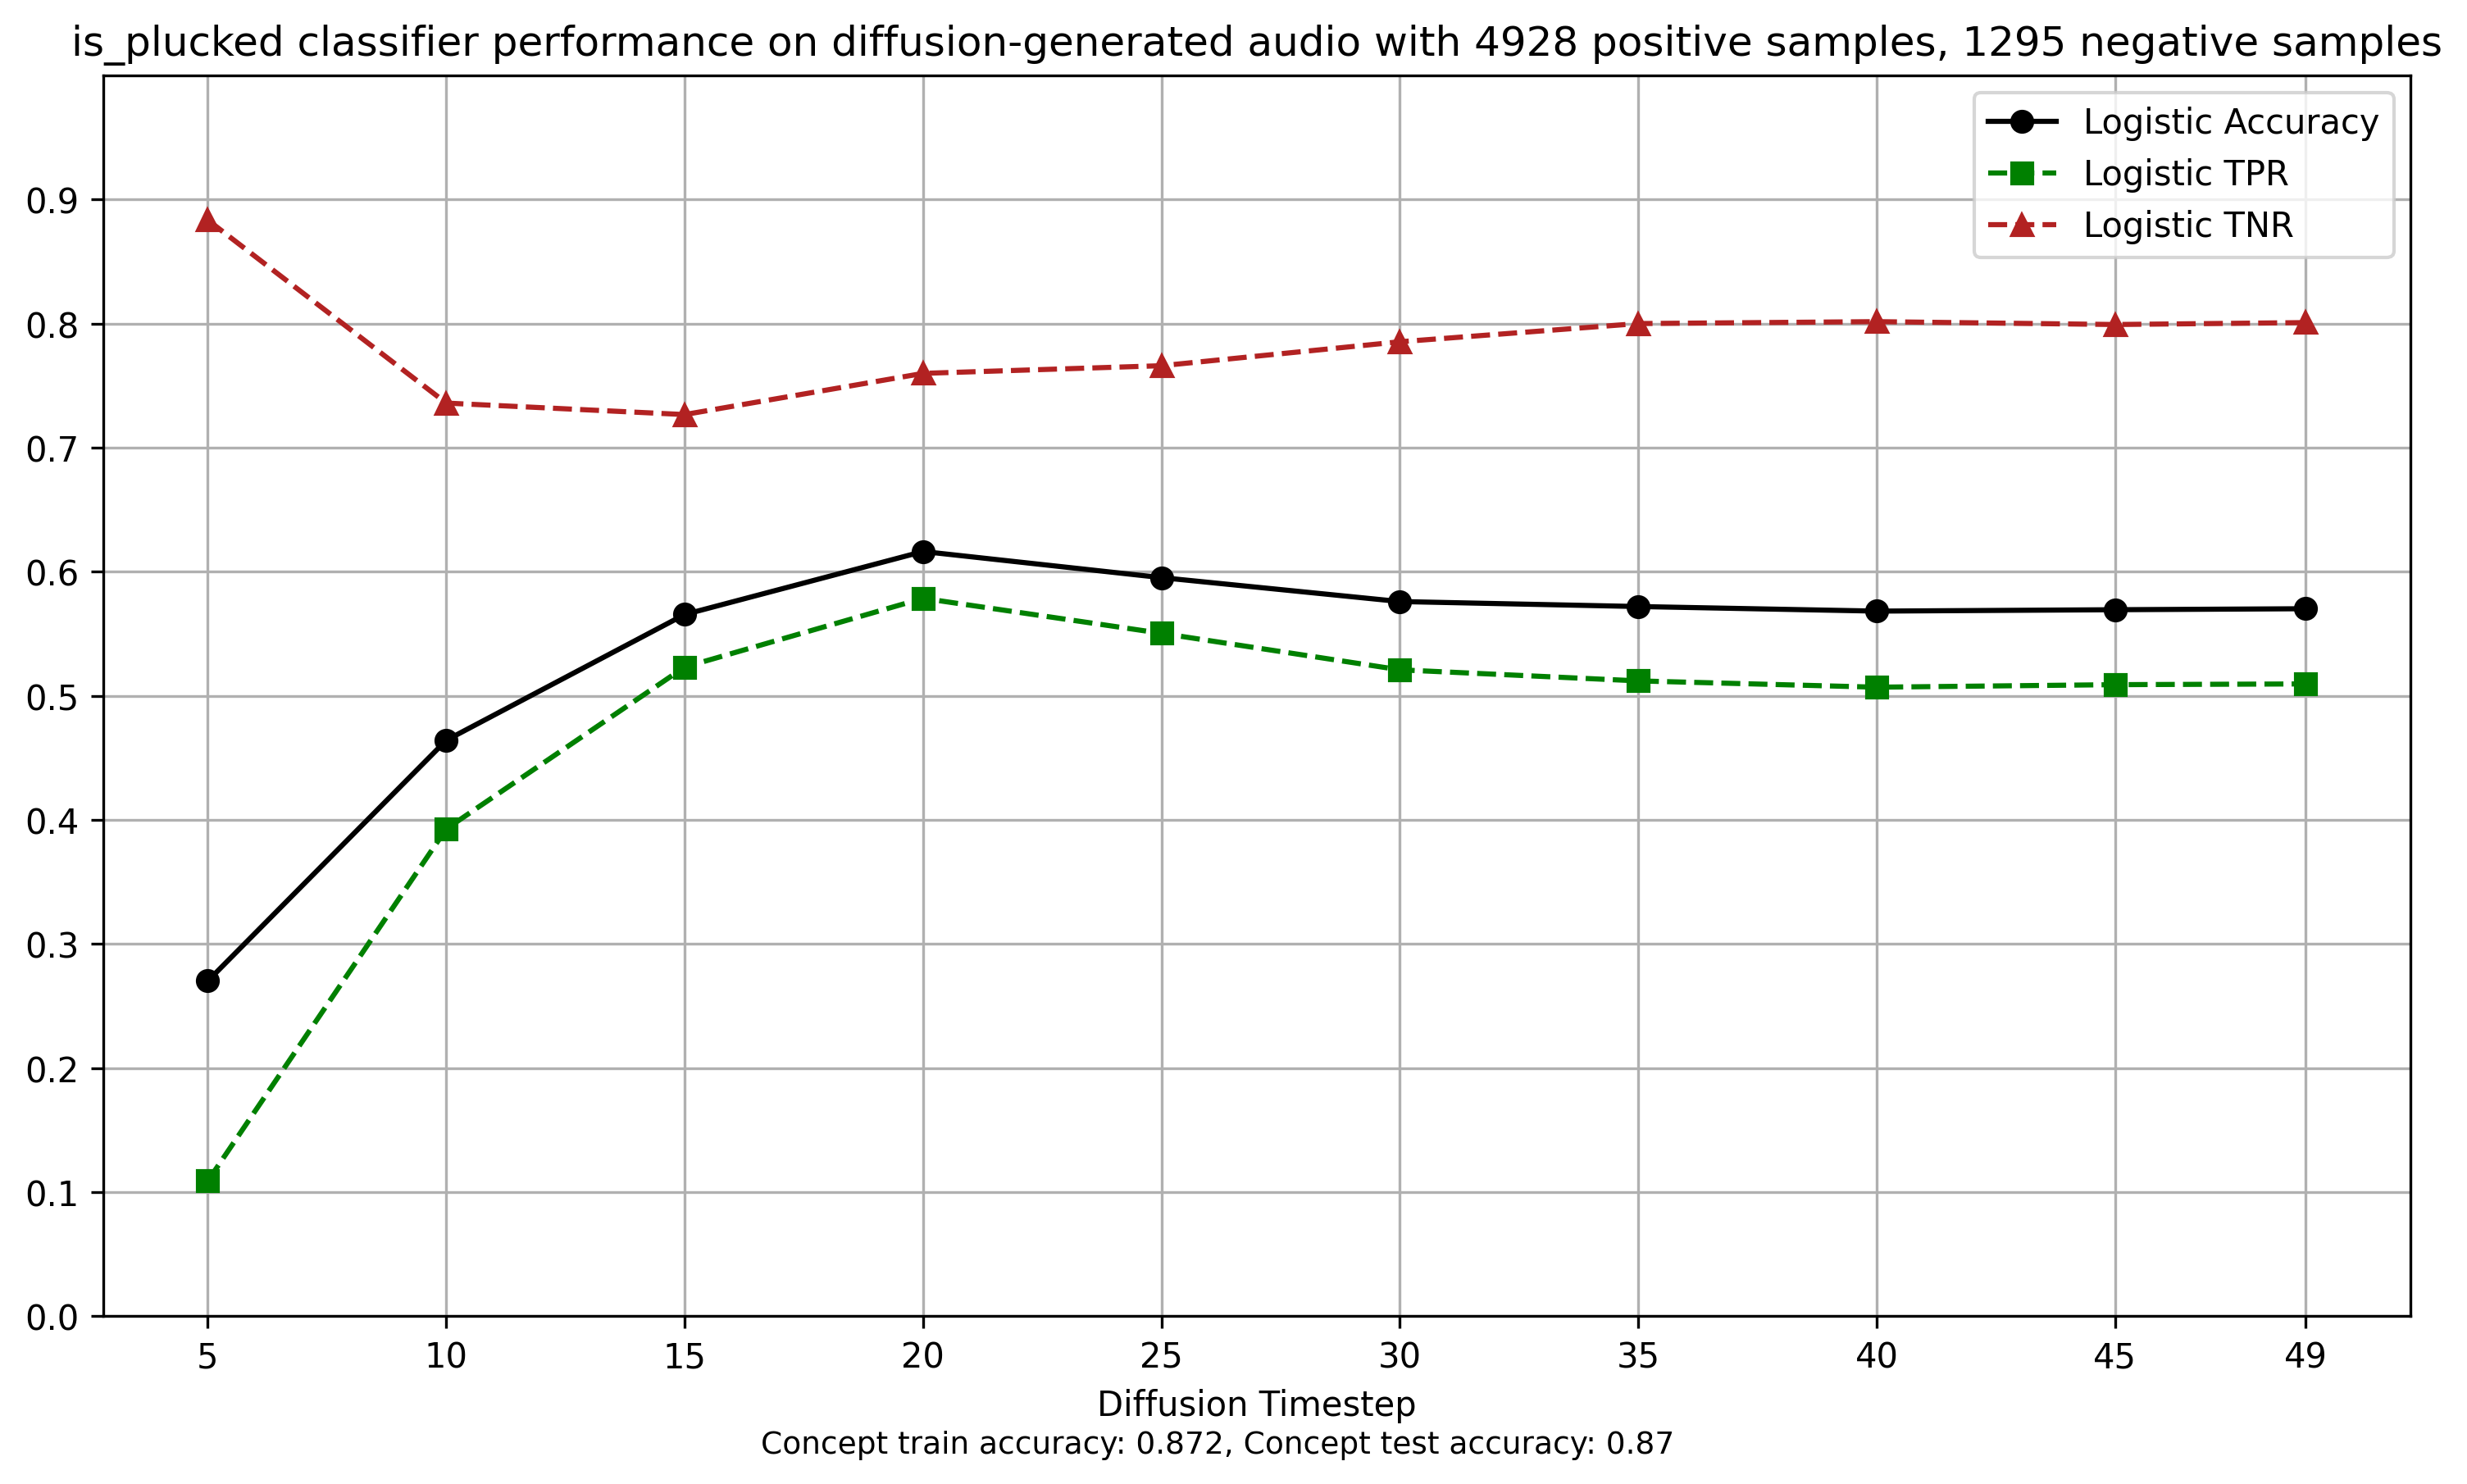 is_plucked classifier performance on diffusion-generated audio with 4928 positive samples, 1295 negative samples
Logistic Accuracy
Logistic TPR
Logistic TNR
0.9
0.8
0.7
0.6
0.5
0.4
0.3
0.2
0.1
0.0
5 10 15 20 25 30 35 40 45 49
Diffusion Timestep
Concept train accuracy: 0.872, Concept test accuracy: 0.87